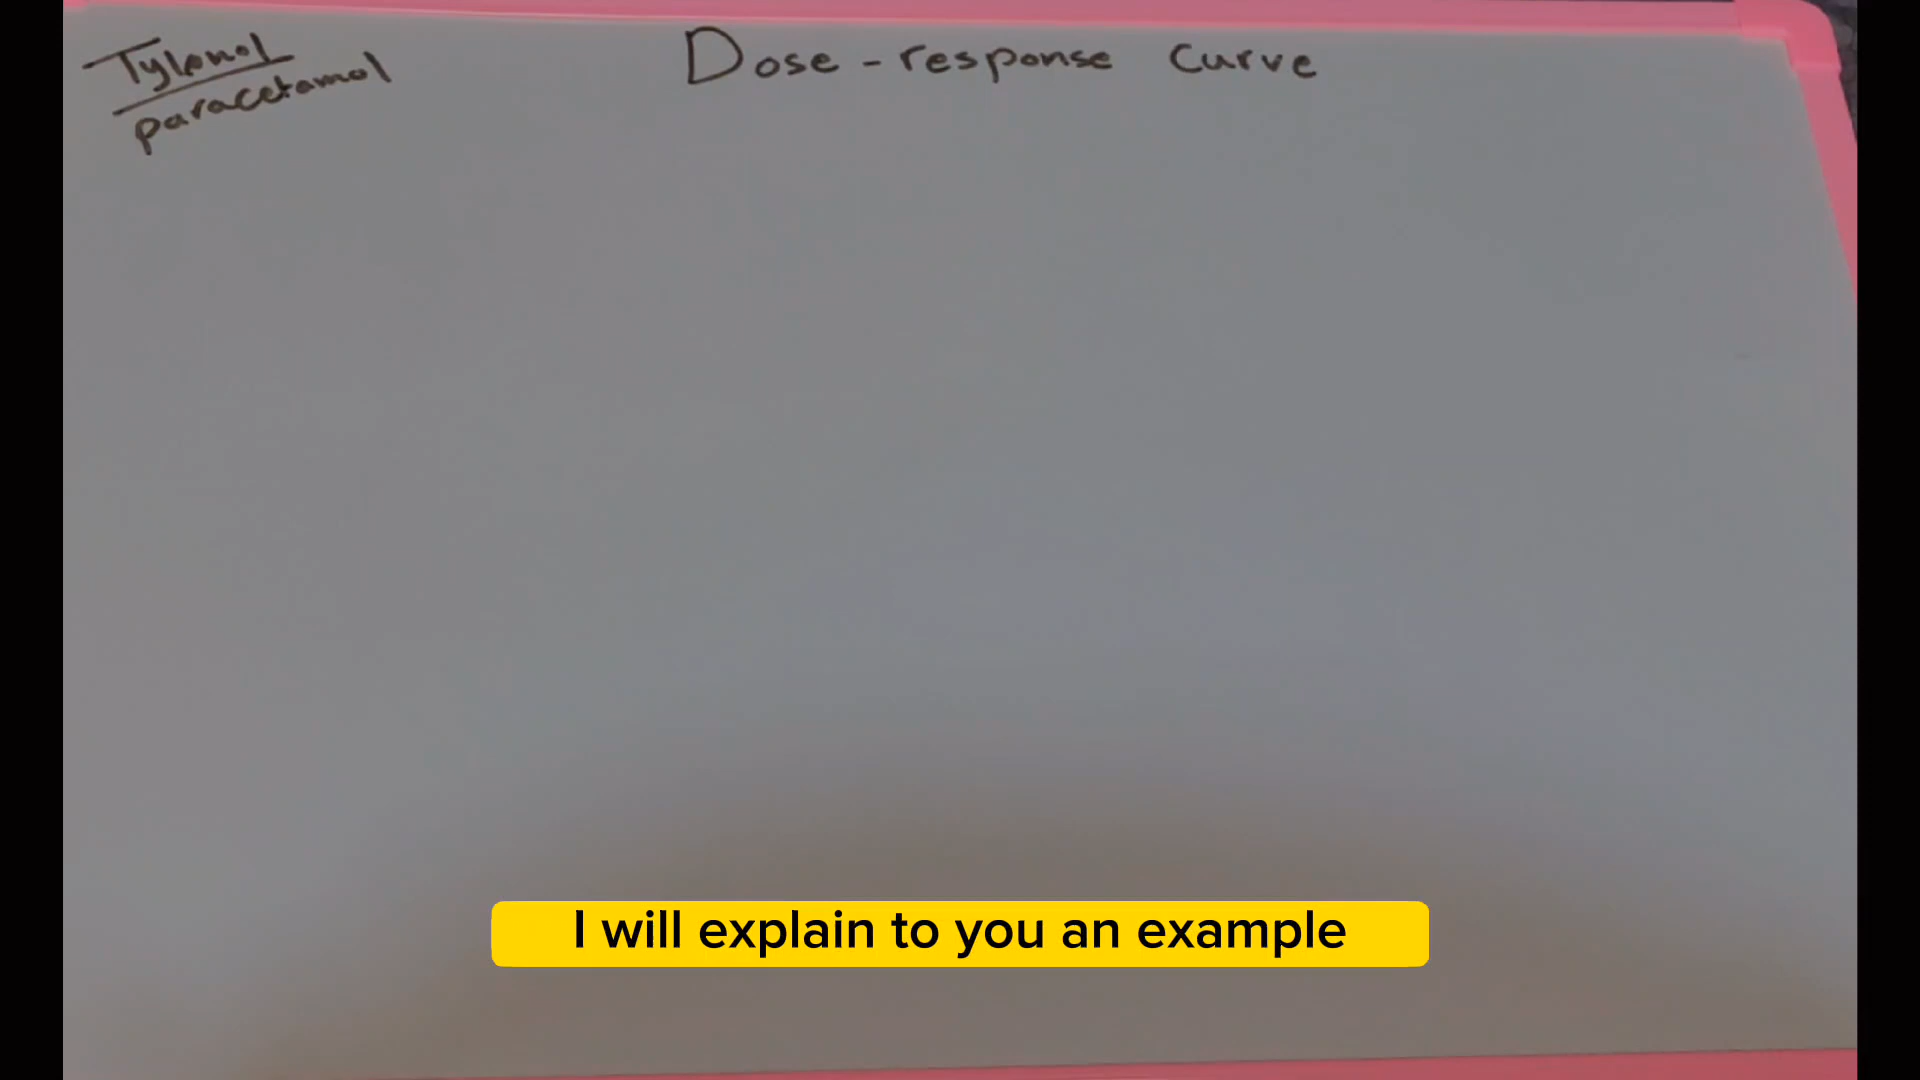 Tylenol
paracetamol
Dose - response curve
I will explain to you an example